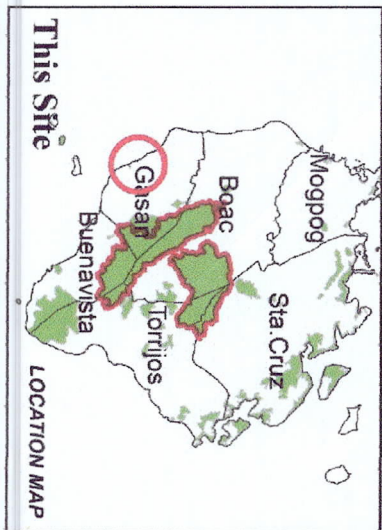 Mogpog
Sta.Cruz
Boac
Gasan
Torrijos
Buenavista
This Site
LOCATION MAP